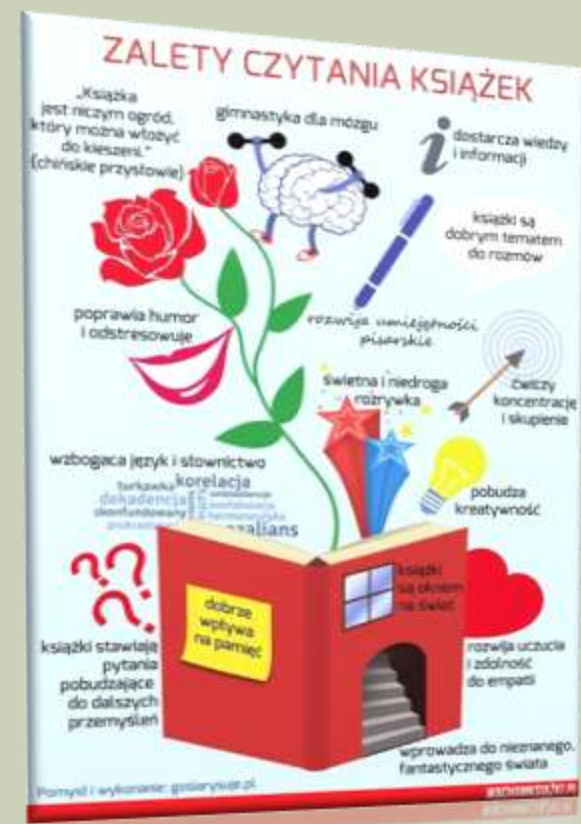 ZALETY CZYTANIA KSIĄŻEK
„Książka
jest niczym ogród,
który można włożyć
do kieszeni.”
(chińskie przysłowie)
gimnastyka dla mózgu
dostarcza wiedzy
i informacji
książki są
dobrym tematem
do rozmów
poprawia humor
i odstresowuje
rozwija umiejętności
pisarskie
świetna i niedroga
rozrywka
ćwiczy
koncentrację
i skupienie
wzbogaca język i słownictwo
turkawka korelacja
dekadencja
skonfundowany
pobudza
kreatywność
książki
są oknem
na świat
dobrze
wpływa
na pamięć
książki stawiają
pytania
pobudzające
do dalszych
przemyśleń
rozwija uczucia
i zdolność
do empatii
wprowadza do nieznanego,
fantastycznego świata
Pomysł i wykonanie: gosiarysuje.pl